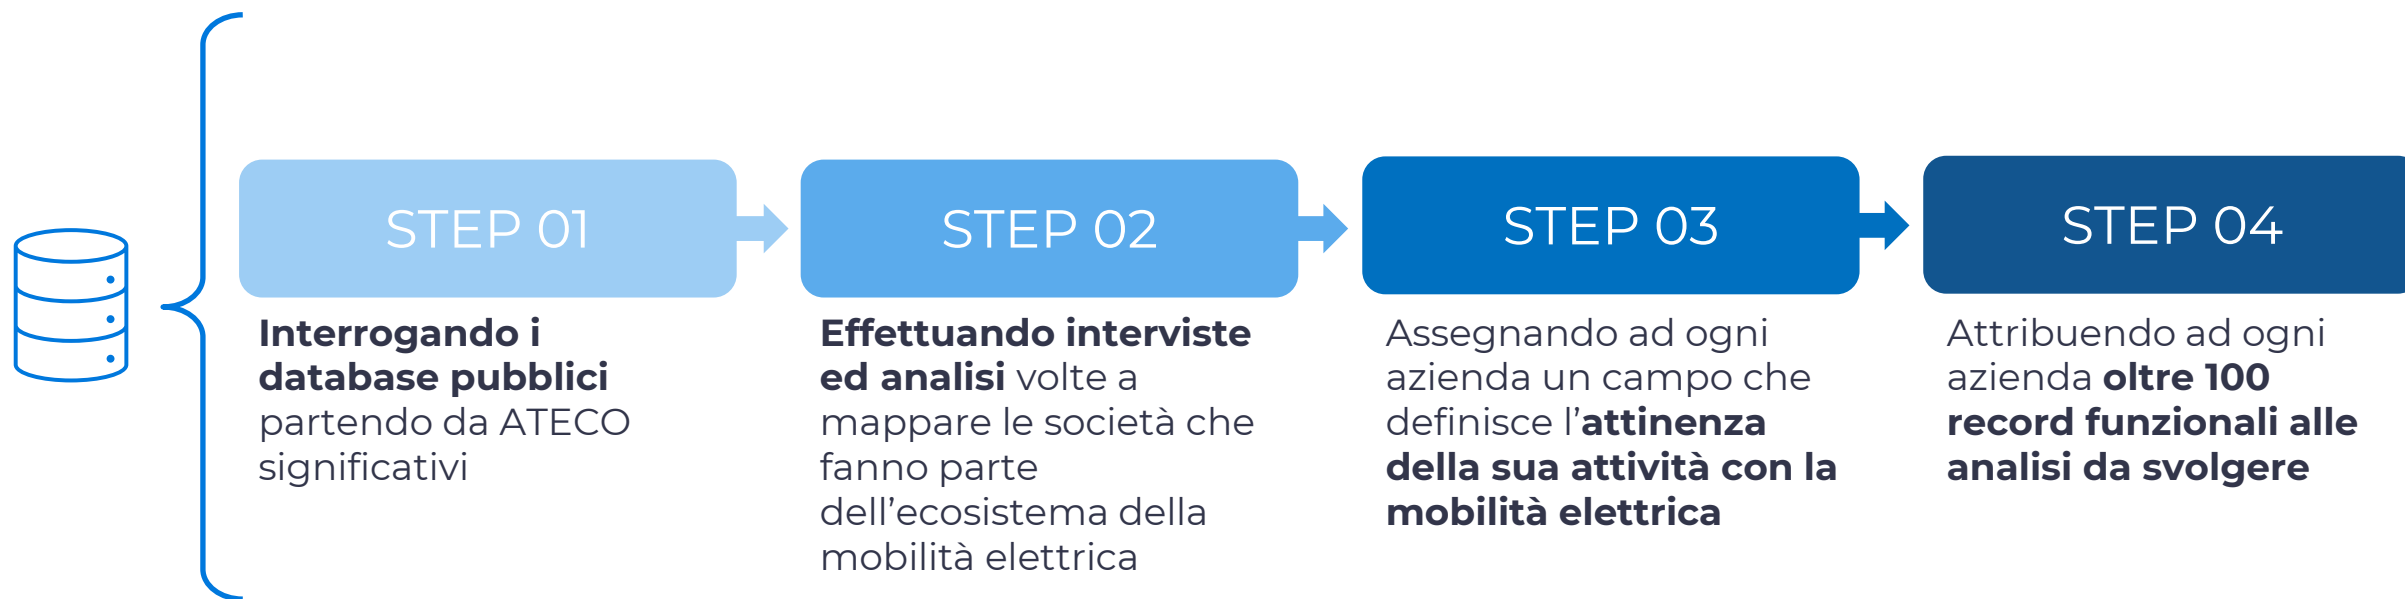 STEP 01
Interrogando i
database pubblici
partendo da ATECO
significativi
STEP 02
Effettuando interviste
ed analisi volte a
mappare le società che
fanno parte
dell’ecosistema della
mobilità elettrica
STEP 03
Assegnando ad ogni
azienda un campo che
definisce l’attinenza
della sua attività con la
mobilità elettrica
STEP 04
Attribuendo ad ogni
azienda oltre 100
record funzionali alle
analisi da svolgere